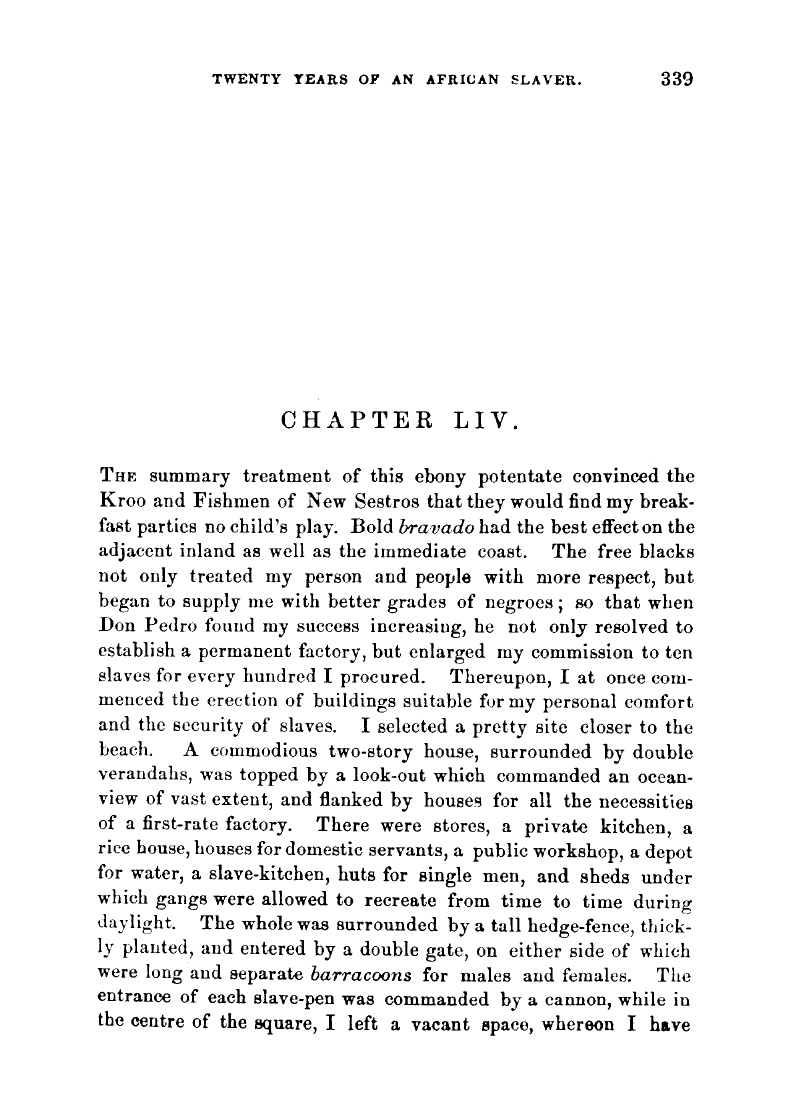 TWENTY YEARS OF AN AFRICAN SLAVER. 339
CHAPTER LIV.
THE summary treatment of this ebony potentate convinced the
Kroo and Fishmen of New Sestros that they would find my break-
fast parties no child's play. Bold bravado had the best effect on the
adjacent inland as well as the immediate coast. The free blacks
not only treated my person and people with more respect, but
began to supply me with better grades of negroes; so that when
Don Pedro found my success increasing, he not only resolved to
establish a permanent factory, but enlarged my commission to ten
slaves for every hundred I procured. Thereupon, I at once com-
menced the erection of buildings suitable for my personal comfort
and the security of slaves. I selected a pretty site closer to the
beach. A commodious two-story house, surrounded by double
verandahs, was topped by a look-out which commanded an ocean-
view of vast extent, and flanked by houses for all the necessities
of a first-rate factory. There were stores, a private kitchen, a
rice house, houses for domestic servants, a public workshop, a depot
for water, a slave-kitchen, huts for single men, and sheds under
which gangs were allowed to recreate from time to time during
daylight. The whole was surrounded by a tall hedge-fence, thick-
ly planted, and entered by a double gate, on either side of which
were long and separate barracoons for males and females. The
entrance of each slave-pen was commanded by a cannon, while in
the centre of the square, I left a vacant space, whereon I have